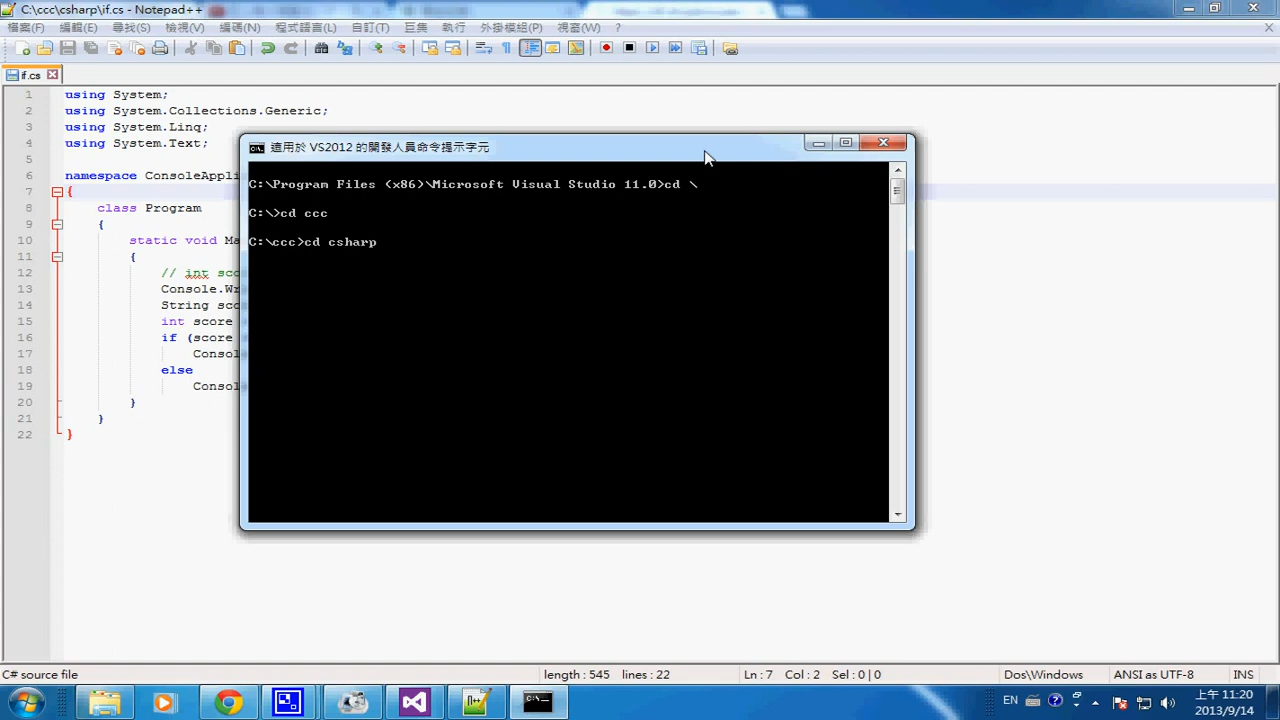 C:\ccc\csharp\if.cs - Notepad++
檔案(F) 編輯(E) 尋找(S) 檢視(V) 編碼(N) 程式語言(L) 自訂(T) 巨集 執行 外掛模組(P) 視窗(W) ? X
if.cs
1 using System;
2 using System.Collections.Generic;
3 using System.Linq;
4 using System.Text;
5
6 namespace ConsoleAppli
7 {
8 class Program
9 {
10 static void Ma
11 {
12 // int sco
13 Console.Wr
14 String sco
15 int score
16 if (score
17 Consol
18 else
19 Consol
20 }
21 }
22 }
適用於 VS2012 的開發人員命令提示字元
C:\Program Files (x86)\Microsoft Visual Studio 11.0>cd \
C:\>cd ccc
C:\ccc>cd csharp
C# source file length : 545 lines : 22 Ln : 7 Col : 2 Sel : 0 | 0 Dos\Windows ANSI as UTF-8 INS
EN
上午 11:20
2013/9/14